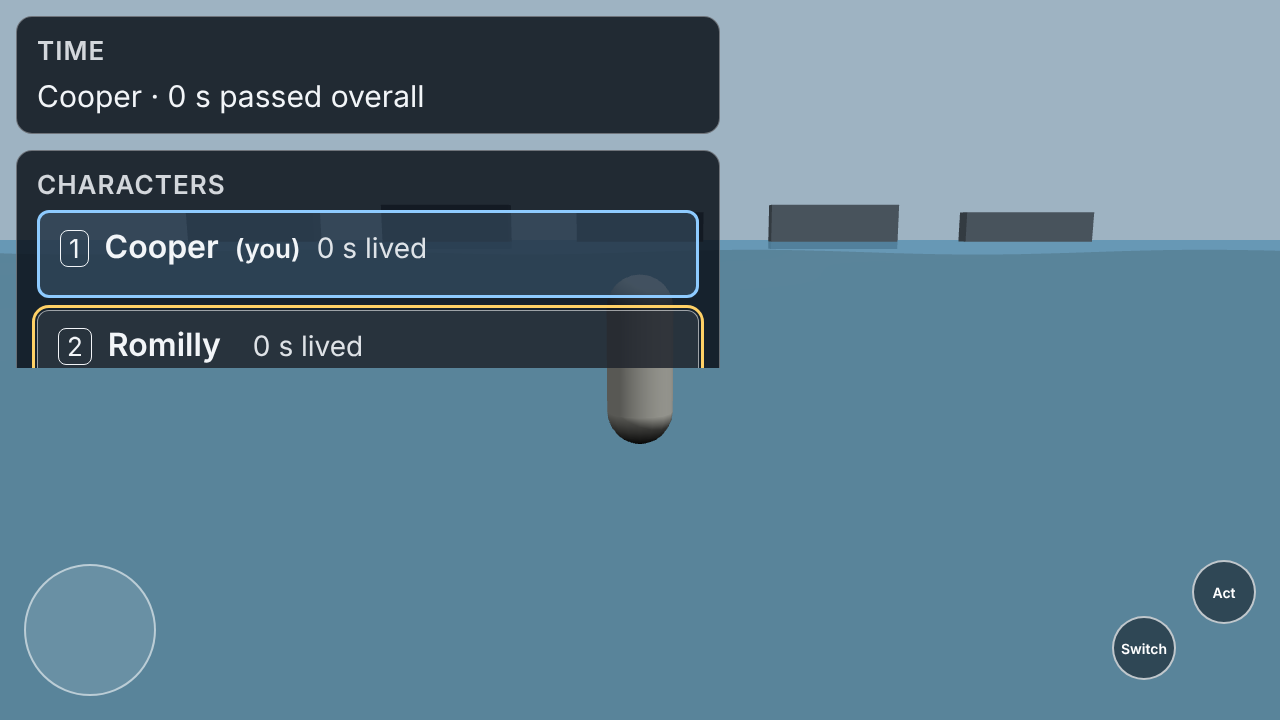 TIME
Cooper · 0 s passed overall
CHARACTERS
1 Cooper (you) 0 s lived
2 Romilly 0 s lived
Act
Switch